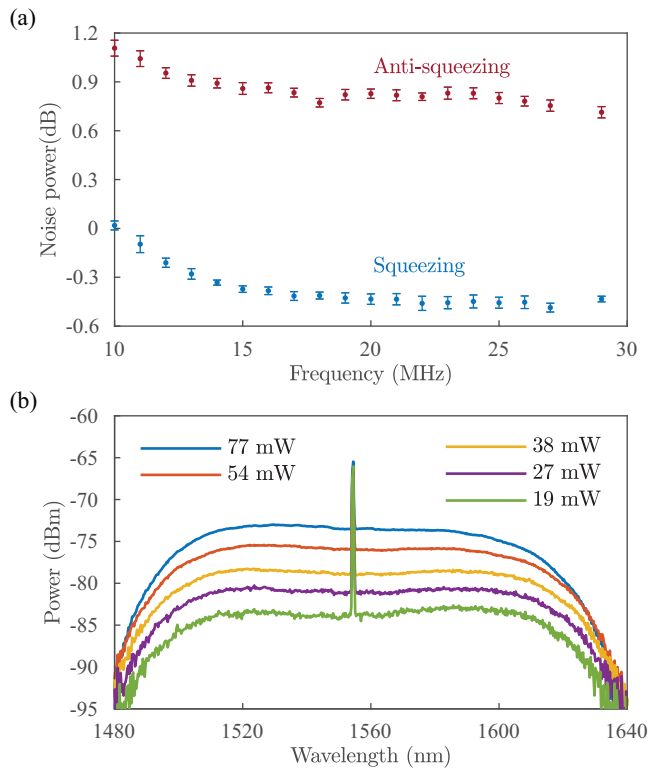 (a)
1.2
0.9
0.6
0.3
0
-0.3
-0.6
Noise power(dB)
Anti-squeezing
Squeezing
10
15
20
25
30
Frequency (MHz)
(b)
-60
-65
-70
-75
-80
-85
-90
-95
Power (dBm)
77 mW
54 mW
38 mW
27 mW
19 mW
1480
1520
1560
1600
1640
Wavelength (nm)